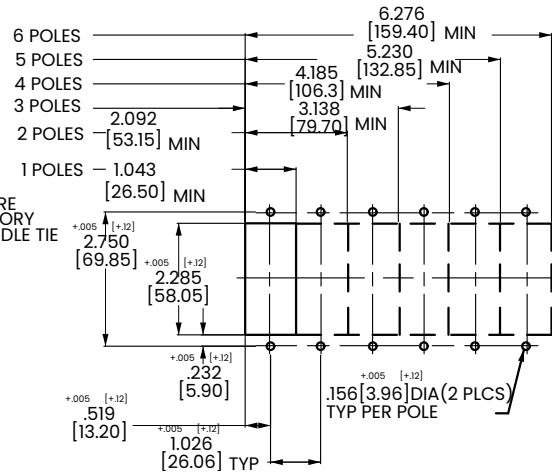 6.276
6 POLES
[159.40] MIN
5 POLES
5.230
[132.85] MIN
4 POLES
4.185
[106.3] MIN
3 POLES
3.138
[79.70] MIN
2.092
2 POLES
[53.15] MIN
1 POLES
1.043
[26.50] MIN
RE
ORY
DLE TIE
+.005 [+.12]
2.750
[69.85]
+.005 [+.12]
2.285
[58.05]
+.005 [+.12]
.232
[5.90]
+.005 [+.12]
.156[3.96]DIA(2 PLCS)
TYP PER POLE
+.005 [+.12]
.519
[13.20]
+.005 [+.12]
1.026
[26.06] TYP